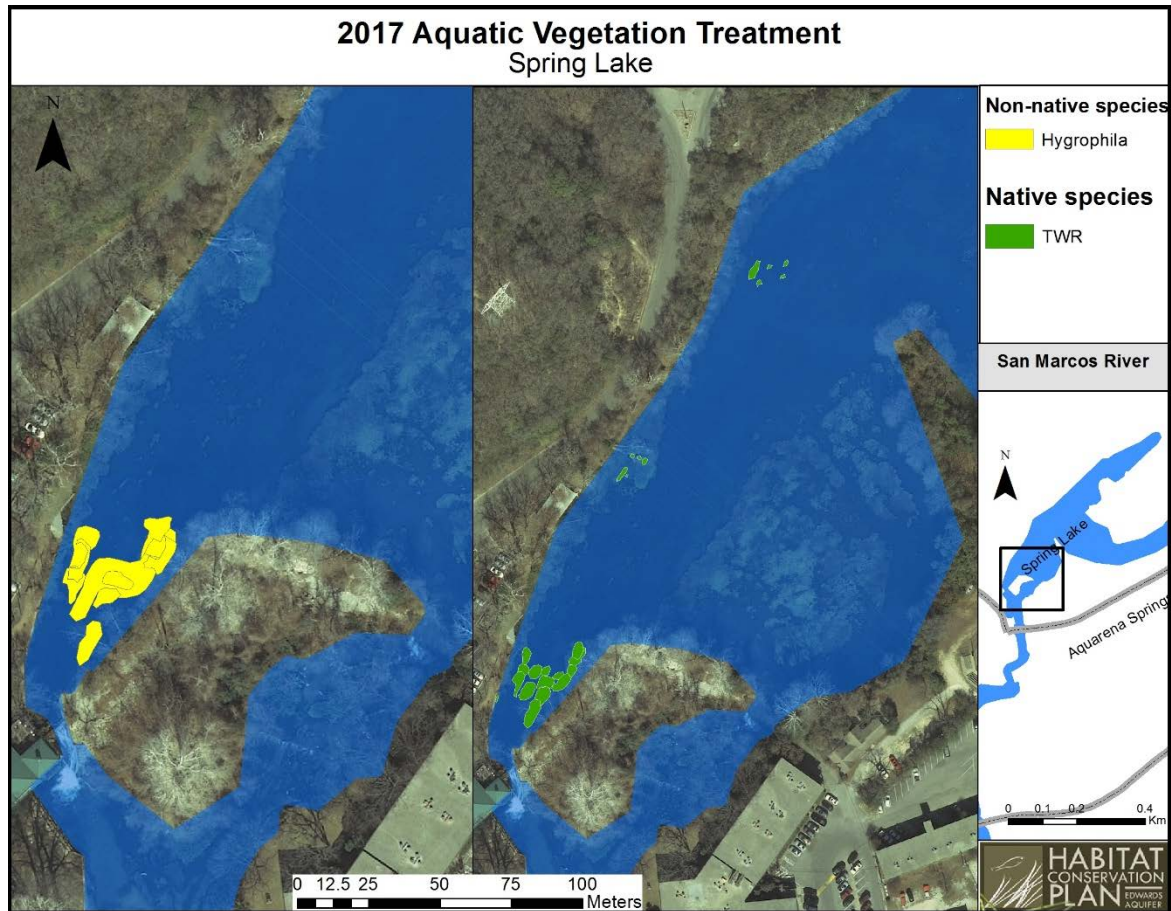 2017 Aquatic Vegetation Treatment
Spring Lake
N
Non-native species
Hygrophila
Native species
TWR
San Marcos River
N
Spring Lake
Aquarena Springs
0 0.1 0.2 0.4
Km
0 12.5 25 50 75 100
Meters
HABITAT
CONSERVATION
PLAN EDWARDS
AQUIFER